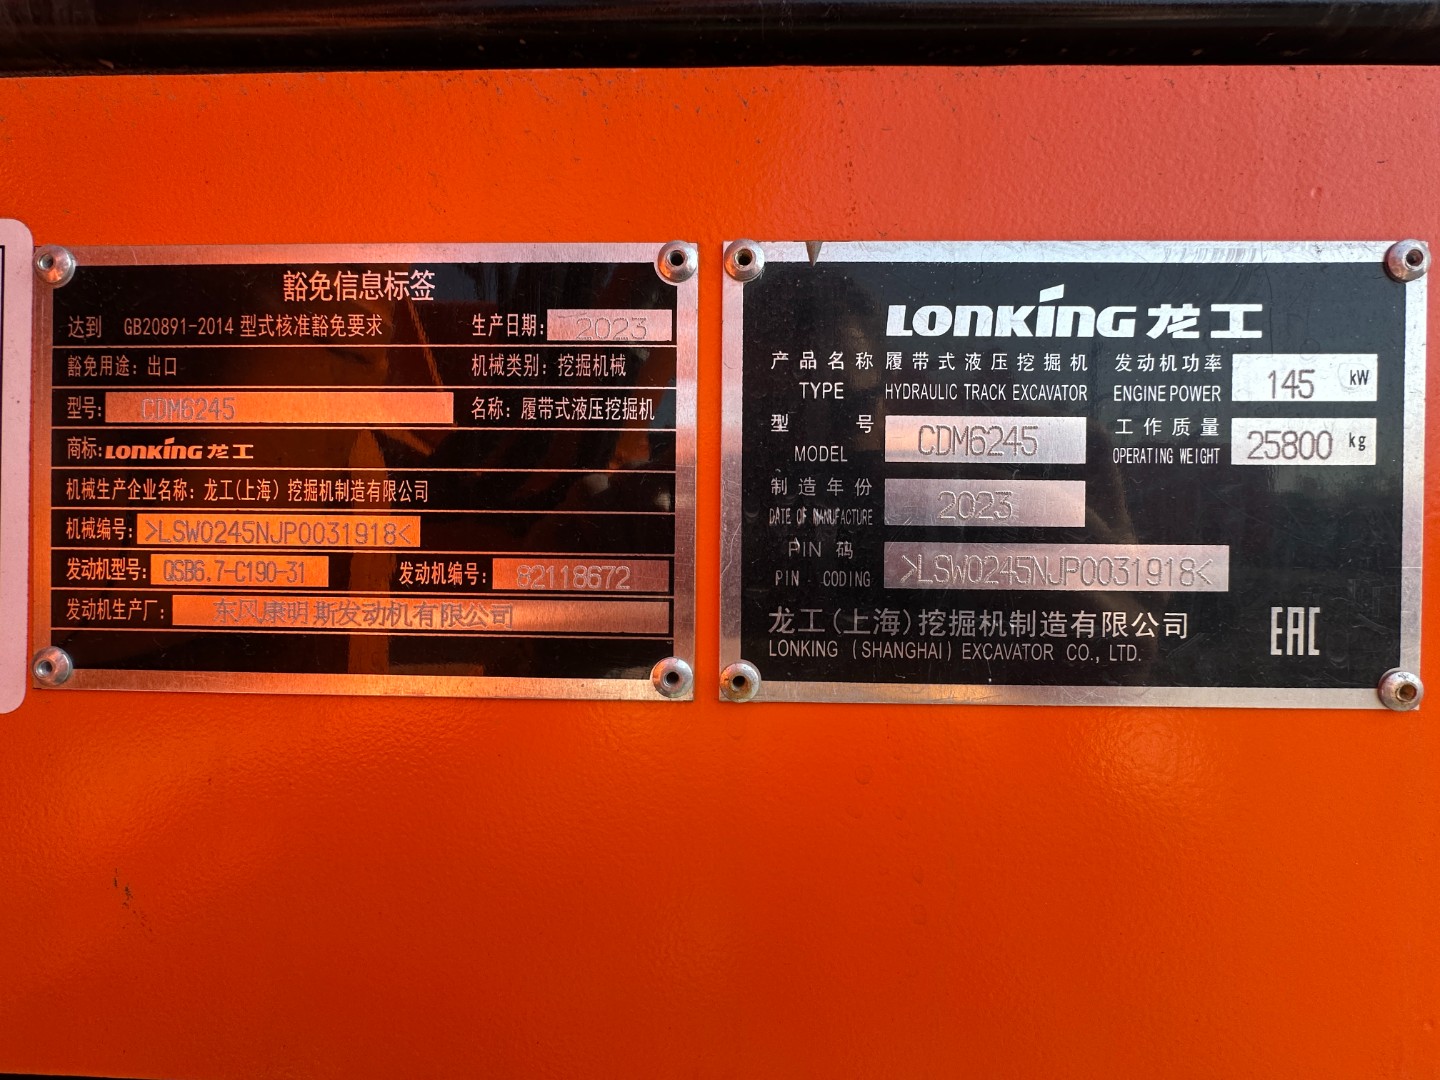 豁免信息标签
达到 GB20891-2014 型式核准豁免要求 生产日期: 2023
豁免用途: 出口 机械类别: 挖掘机械
型号: CDM6245 名称: 履带式液压挖掘机
商标: LONKING 龙工
机械生产企业名称: 龙工(上海) 挖掘机制造有限公司
机械编号: >LSW0245NJP0031918<
发动机型号: QSB6.7-C190-31 发动机编号: 82118672
发动机生产厂: 东风康明斯发动机有限公司
LONKING 龙工
产品名称 履带式液压挖掘机 发动机功率 145 kW
TYPE HYDRAULIC TRACK EXCAVATOR ENGINE POWER
型号 CDM6245 工作质量 25800 kg
MODEL OPERATING WEIGHT
制造年份 2023
DATE OF MANUFACTURE
PIN 码 >LSW0245NJP0031918<
PIN CODING
龙工(上海)挖掘机制造有限公司
LONKING (SHANGHAI) EXCAVATOR CO., LTD.
EAC